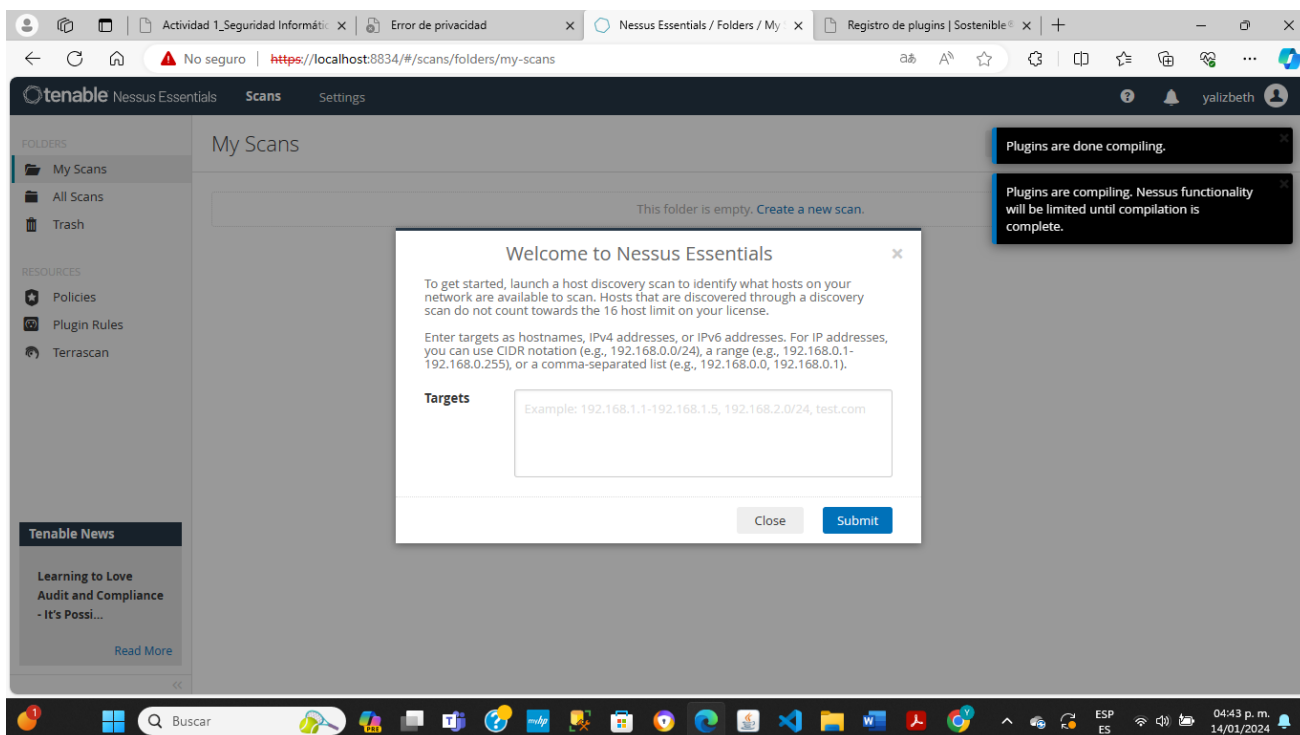 Actividad 1_Seguridad Informátic
Error de privacidad
Nessus Essentials / Folders / My
Registro de plugins | Sostenible®
No seguro
https://localhost:8834/#/scans/folders/my-scans
tenable Nessus Essentials
Scans
Settings
yalizbeth
FOLDERS
My Scans
All Scans
Trash
RESOURCES
Policies
Plugin Rules
Terrascan
Tenable News
Learning to Love
Audit and Compliance
- It's Possi...
Read More
My Scans
This folder is empty. Create a new scan.
Plugins are done compiling.
Plugins are compiling. Nessus functionality
will be limited until compilation is
complete.
Welcome to Nessus Essentials
To get started, launch a host discovery scan to identify what hosts on your
network are available to scan. Hosts that are discovered through a discovery
scan do not count towards the 16 host limit on your license.
Enter targets as hostnames, IPv4 addresses, or IPv6 addresses. For IP addresses,
you can use CIDR notation (e.g., 192.168.0.0/24), a range (e.g., 192.168.0.1-
192.168.0.255), or a comma-separated list (e.g., 192.168.0.0, 192.168.0.1).
Targets
Example: 192.168.1.1-192.168.1.5, 192.168.2.0/24, test.com
Close
Submit
1
Buscar
PRE
myhp
Y
ESP
ES
04:43 p. m.
14/01/2024